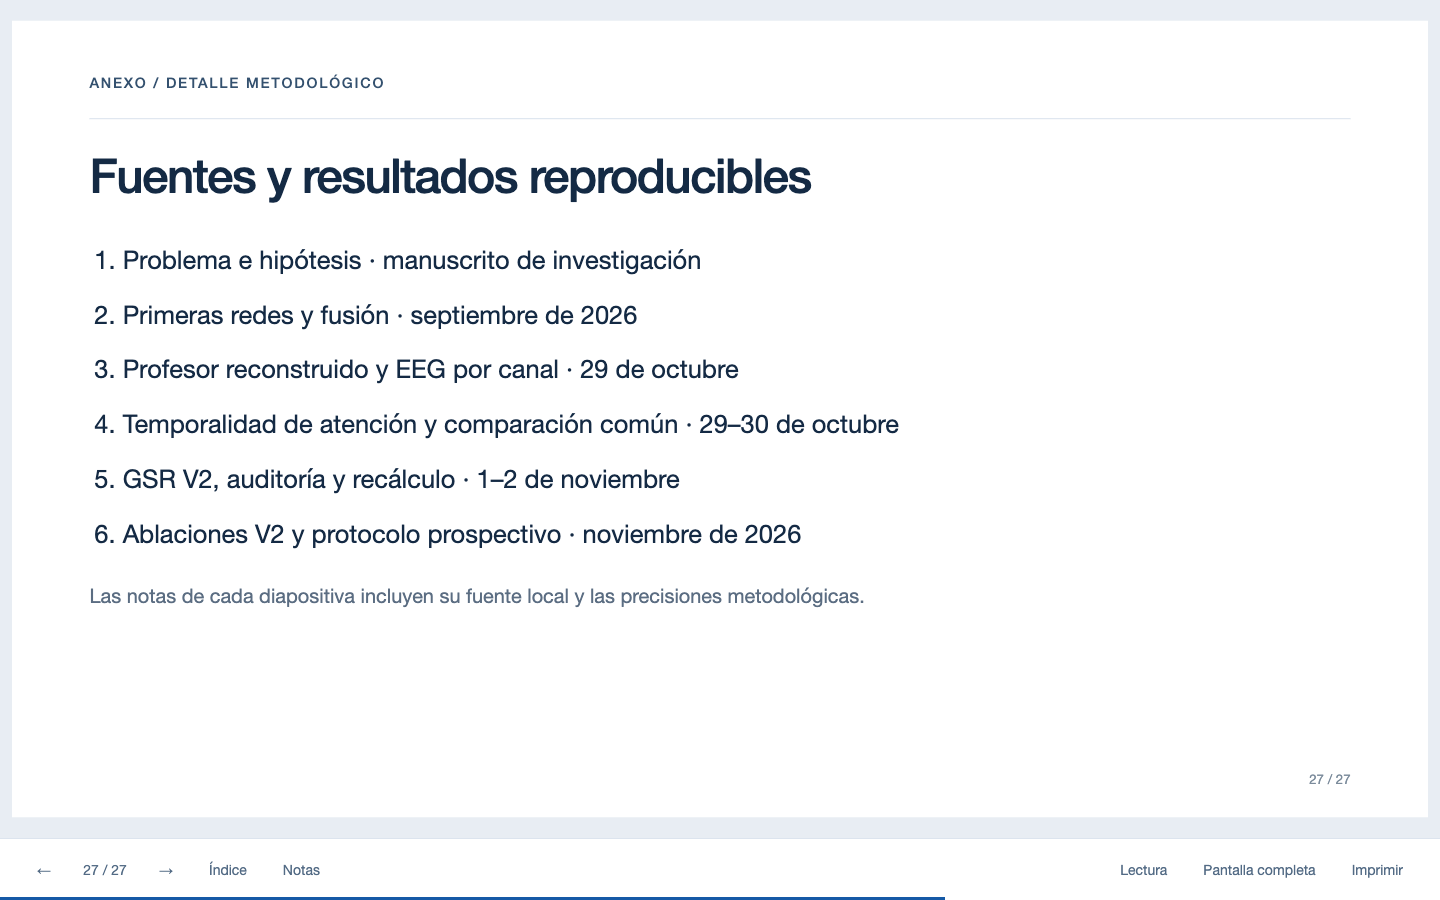 ANEXO / DETALLE METODOLÓGICO
Fuentes y resultados reproducibles
1. Problema e hipótesis · manuscrito de investigación
2. Primeras redes y fusión · septiembre de 2026
3. Profesor reconstruido y EEG por canal · 29 de octubre
4. Temporalidad de atención y comparación común · 29–30 de octubre
5. GSR V2, auditoría y recálculo · 1–2 de noviembre
6. Ablaciones V2 y protocolo prospectivo · noviembre de 2026
Las notas de cada diapositiva incluyen su fuente local y las precisiones metodológicas.
27 / 27
← 27 / 27 → Índice Notas Lectura Pantalla completa Imprimir